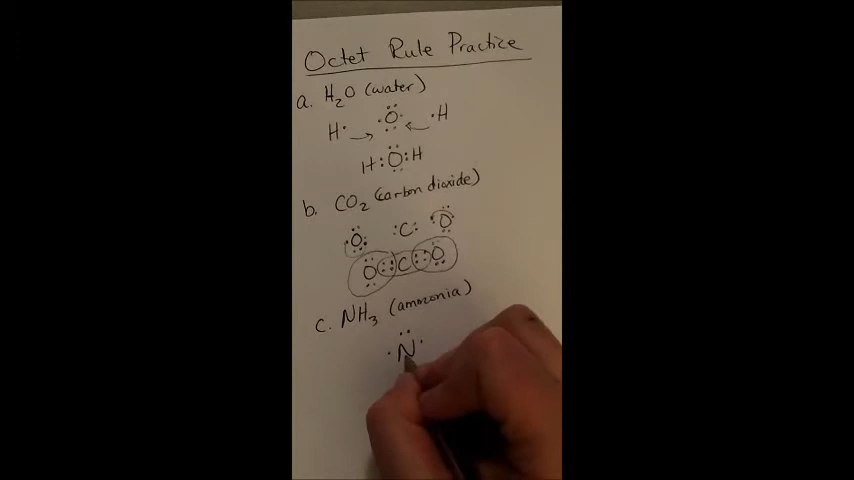 Octet Rule Practice
a. H₂O (water)
H· ·O· ·H
H:O:H
b. CO₂ (carbon dioxide)
O :C: O
O::C::O
c. NH₃ (ammonia)
·N·